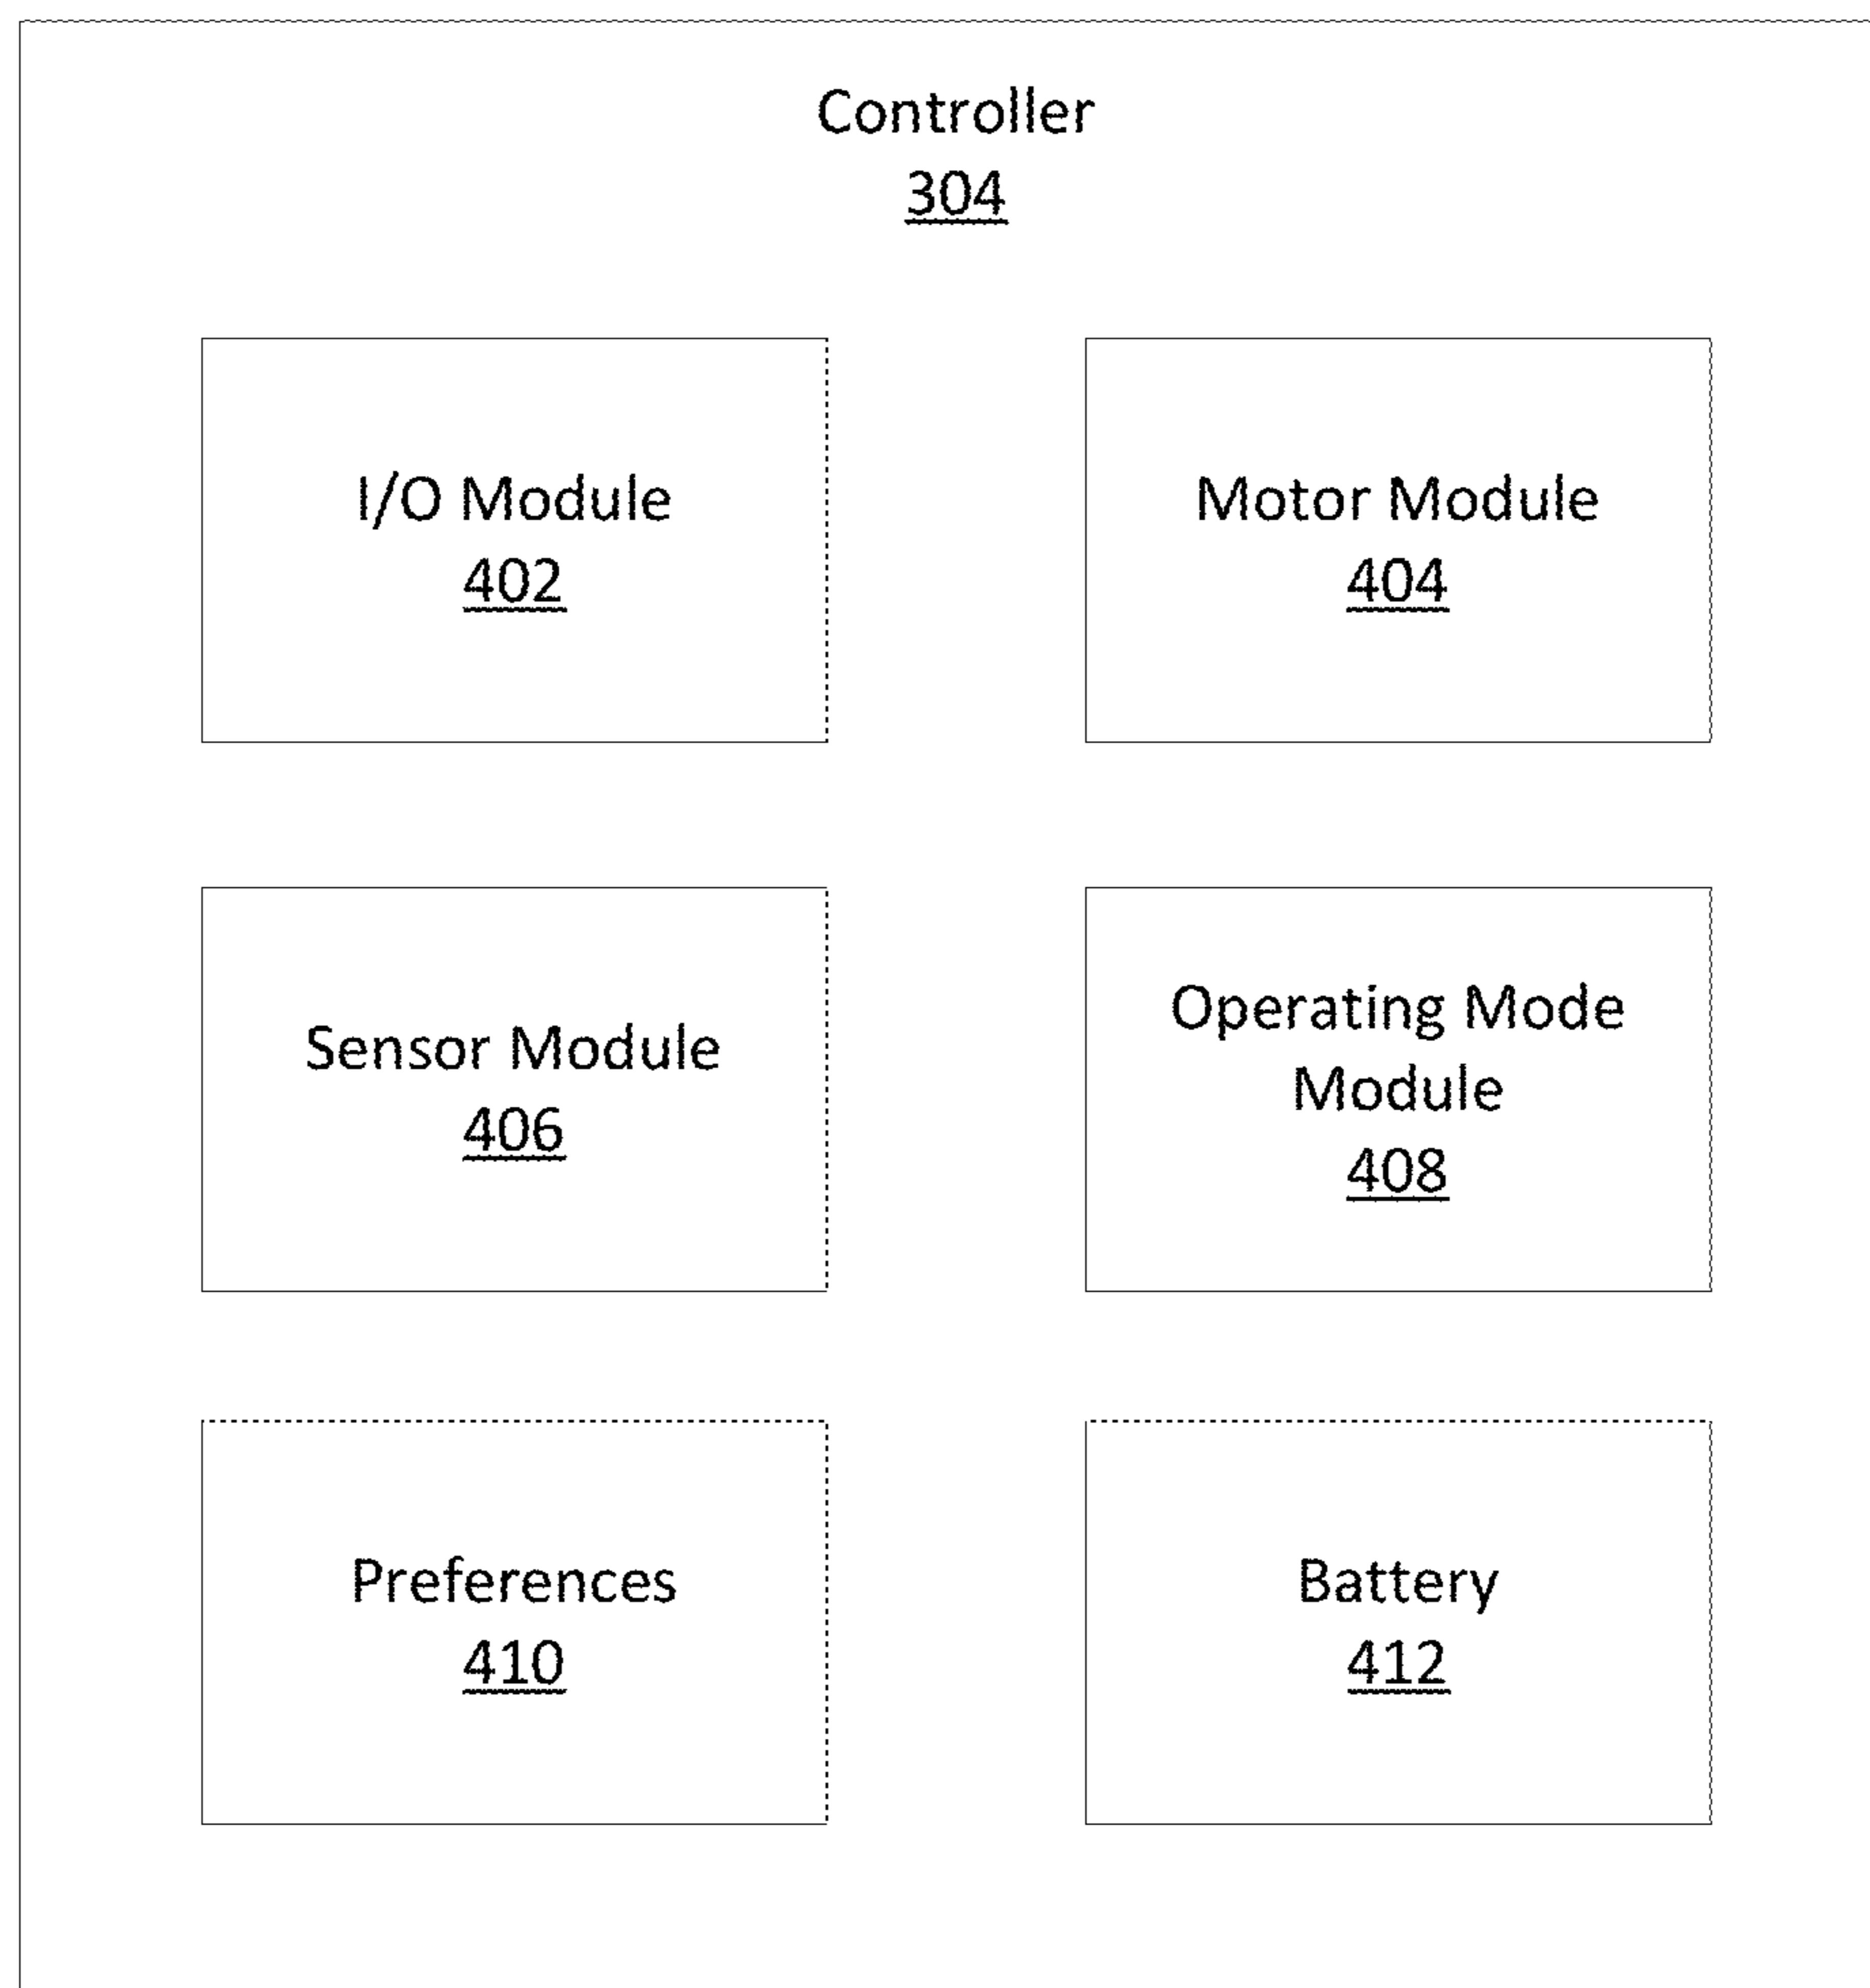 Controller
304
I/O Module
402
Motor Module
404
Sensor Module
406
Operating Mode
Module
408
Preferences
410
Battery
412